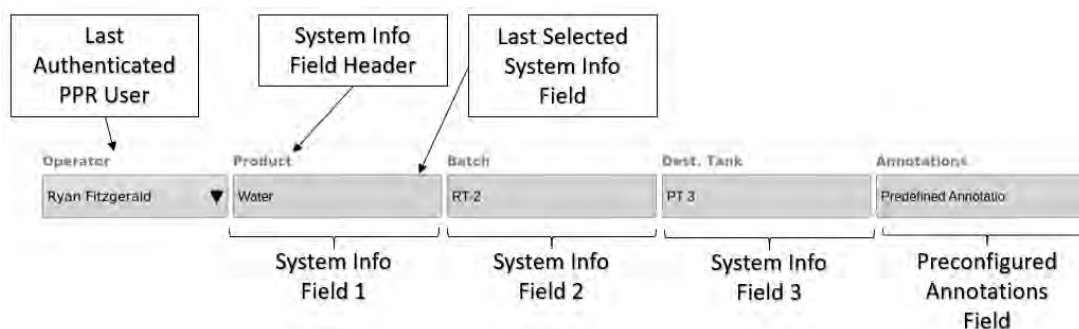 Last
Authenticated
PPR User
System Info
Field Header
Last Selected
System Info
Field
Operator
Product
Batch
Dest. Tank
Annotations
Ryan Fitzgerald
Water
RT-2
PT 3
Predefined Annotatio
System Info
Field 1
System Info
Field 2
System Info
Field 3
Preconfigured
Annotations
Field